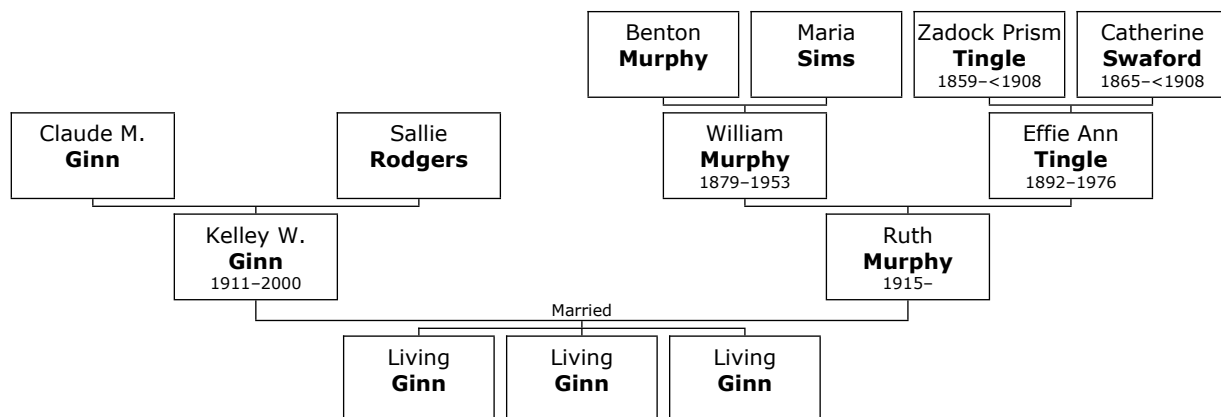 Benton
Murphy
Maria
Sims
Zadock Prism
Tingle
1859–<1908
Catherine
Swaford
1865–<1908
Claude M.
Ginn
Sallie
Rodgers
William
Murphy
1879–1953
Effie Ann
Tingle
1892–1976
Kelley W.
Ginn
1911–2000
Ruth
Murphy
1915–
Married
Living
Ginn
Living
Ginn
Living
Ginn